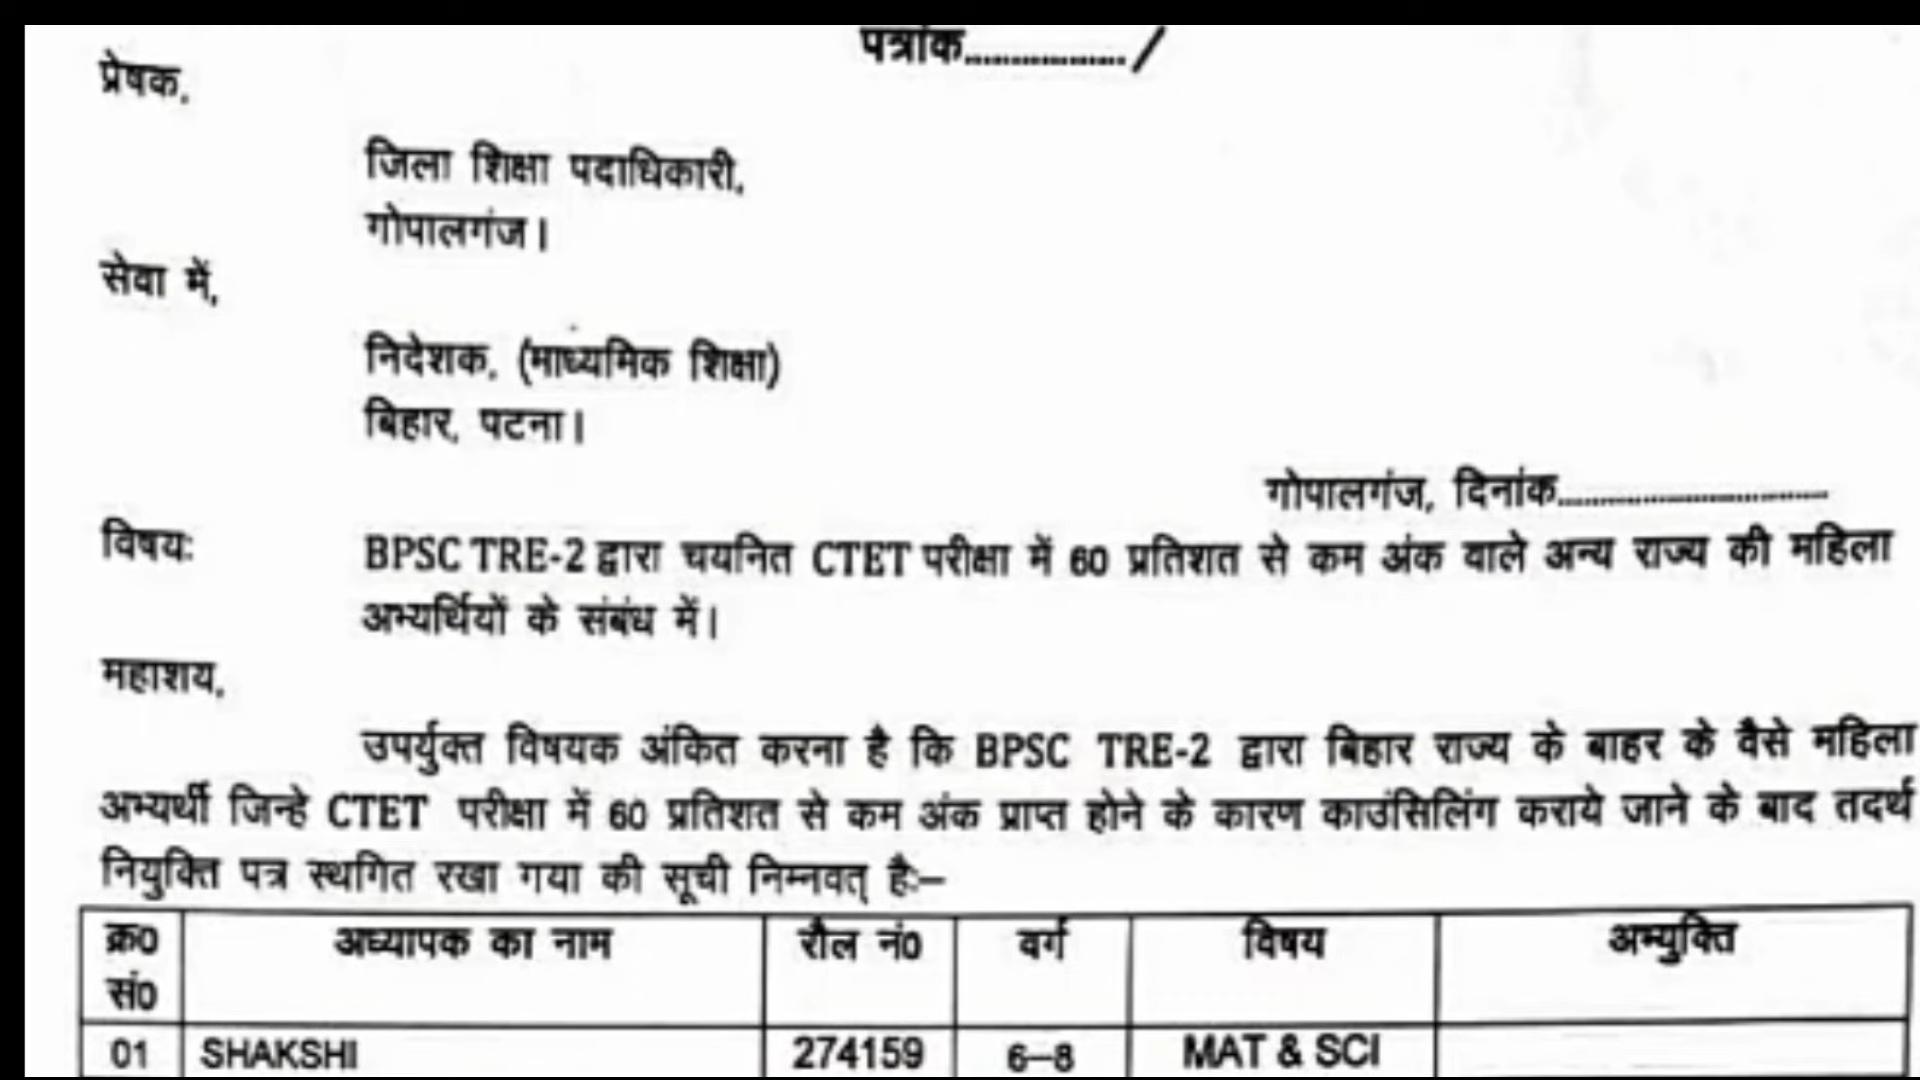 पत्रांक................./
प्रेषक,
जिला शिक्षा पदाधिकारी,
गोपालगंज।
सेवा में,
निदेशक, (माध्यमिक शिक्षा)
बिहार, पटना।
गोपालगंज, दिनांक............................
विषयः BPSC TRE-2 द्वारा चयनित CTET परीक्षा में 60 प्रतिशत से कम अंक वाले अन्य राज्य की महिला
अभ्यर्थियों के संबंध में।
महाशय,
उपर्युक्त विषयक अंकित करना है कि BPSC TRE-2 द्वारा बिहार राज्य के बाहर के वैसे महिला
अभ्यर्थी जिन्हे CTET परीक्षा में 60 प्रतिशत से कम अंक प्राप्त होने के कारण काउंसिलिंग कराये जाने के बाद तदर्थ
नियुक्ति पत्र स्थगित रखा गया की सूची निम्नवत् है:–
क्र० सं० अध्यापक का नाम रौल नं० वर्ग विषय अभ्युक्ति
01 SHAKSHI 274159 6–8 MAT & SCI